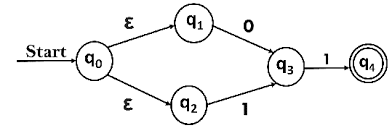 ε
q₁
0
Start
q₀
q₃
1
q₄
ε
q₂
1